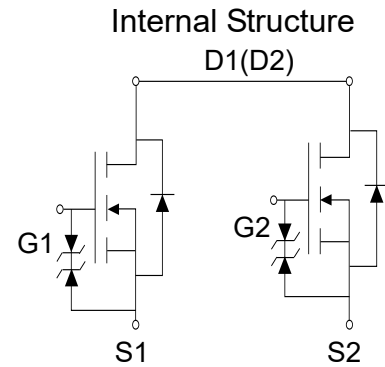 Internal Structure
D1(D2)
G1
G2
S1
S2